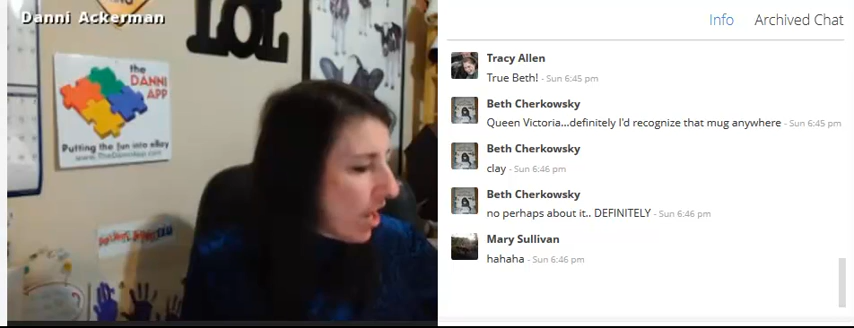 Danni Ackerman
LOL
the
DANNI
APP
Putting the fun into eBay
www.TheDanniApp.com
Info Archived Chat
Tracy Allen
True Beth! - Sun 6:45 pm
Beth Cherkowsky
Queen Victoria...definitely I'd recognize that mug anywhere - Sun 6:45 pm
Beth Cherkowsky
clay - Sun 6:46 pm
Beth Cherkowsky
no perhaps about it.. DEFINITELY - Sun 6:46 pm
Mary Sullivan
hahaha - Sun 6:46 pm